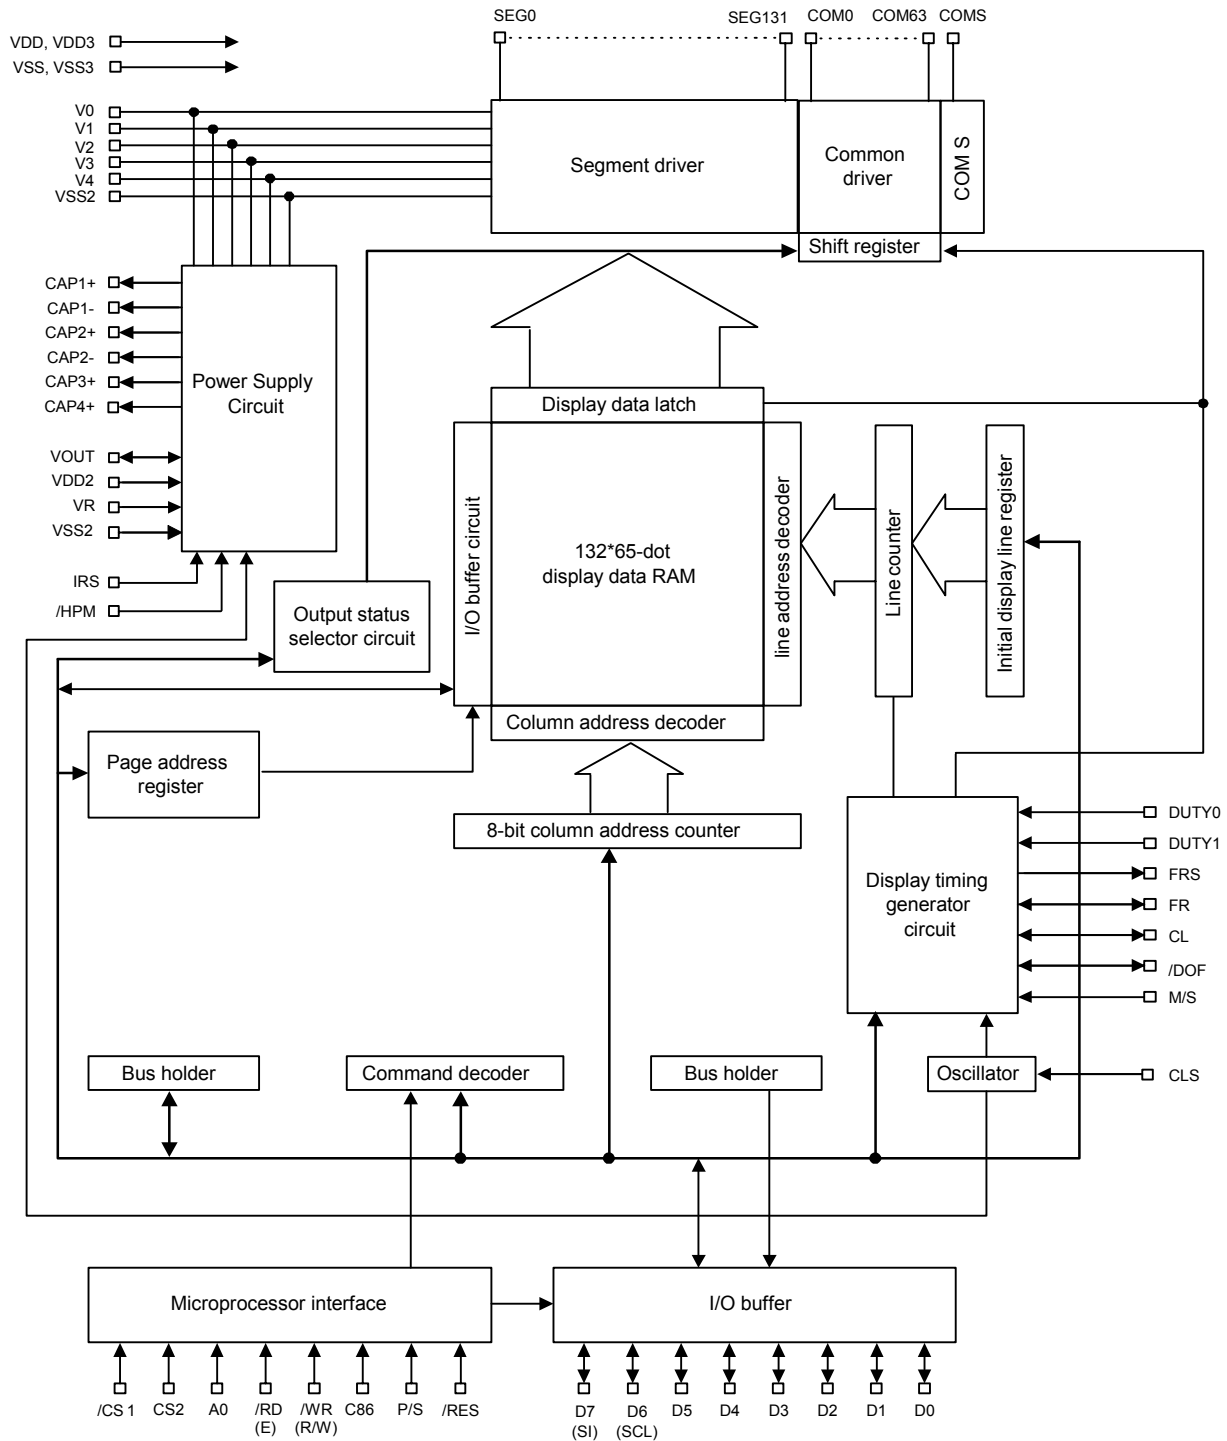 SEG0
SEG131
COM0
COM63
COMS
VDD, VDD3
VSS, VSS3
V0
V1
V2
V3
V4
VSS2
Segment driver
Common
driver
COM S
Shift register
CAP1+
CAP1-
CAP2+
CAP2-
CAP3+
CAP4+
VOUT
VDD2
VR
VSS2
IRS
/HPM
Power Supply
Circuit
Display data latch
I/O buffer circuit
132*65-dot
display data RAM
line address decoder
Line counter
Initial display line register
Output status
selector circuit
Column address decoder
Page address
register
8-bit column address counter
Display timing
generator
circuit
DUTY0
DUTY1
FRS
FR
CL
/DOF
M/S
Bus holder
Command decoder
Bus holder
Oscillator
CLS
Microprocessor interface
I/O buffer
/CS 1
CS2
A0
/RD
(E)
/WR
(R/W)
C86
P/S
/RES
D7
(SI)
D6
(SCL)
D5
D4
D3
D2
D1
D0